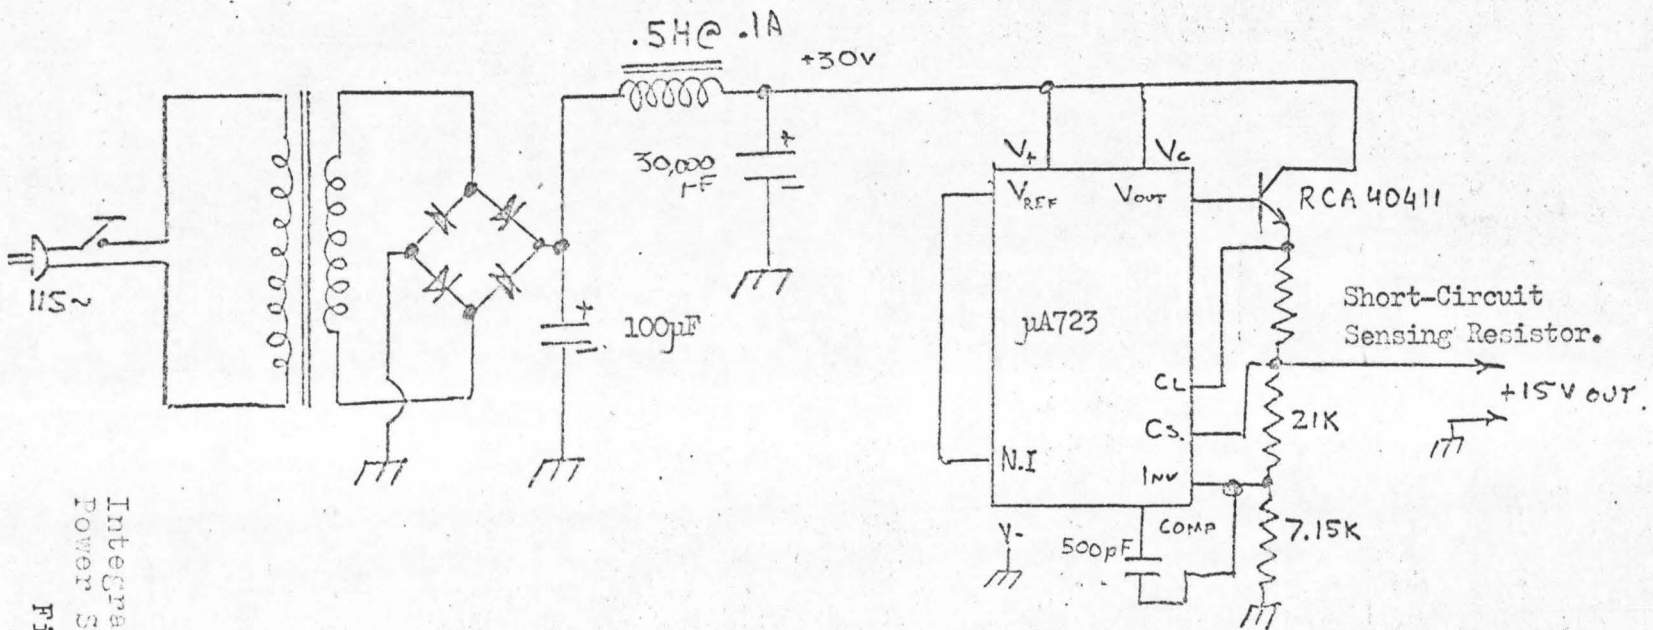 .5H@ .1A
+30V
30,000
µF
115~
100µF
V+
Vc
VREF
VOUT
RCA 40411
µA723
Short-Circuit
Sensing Resistor.
CL
+15V OUT.
CS.
21K
N.I
INV
COMP
7.15K
V-
500pF
Integra
Power S